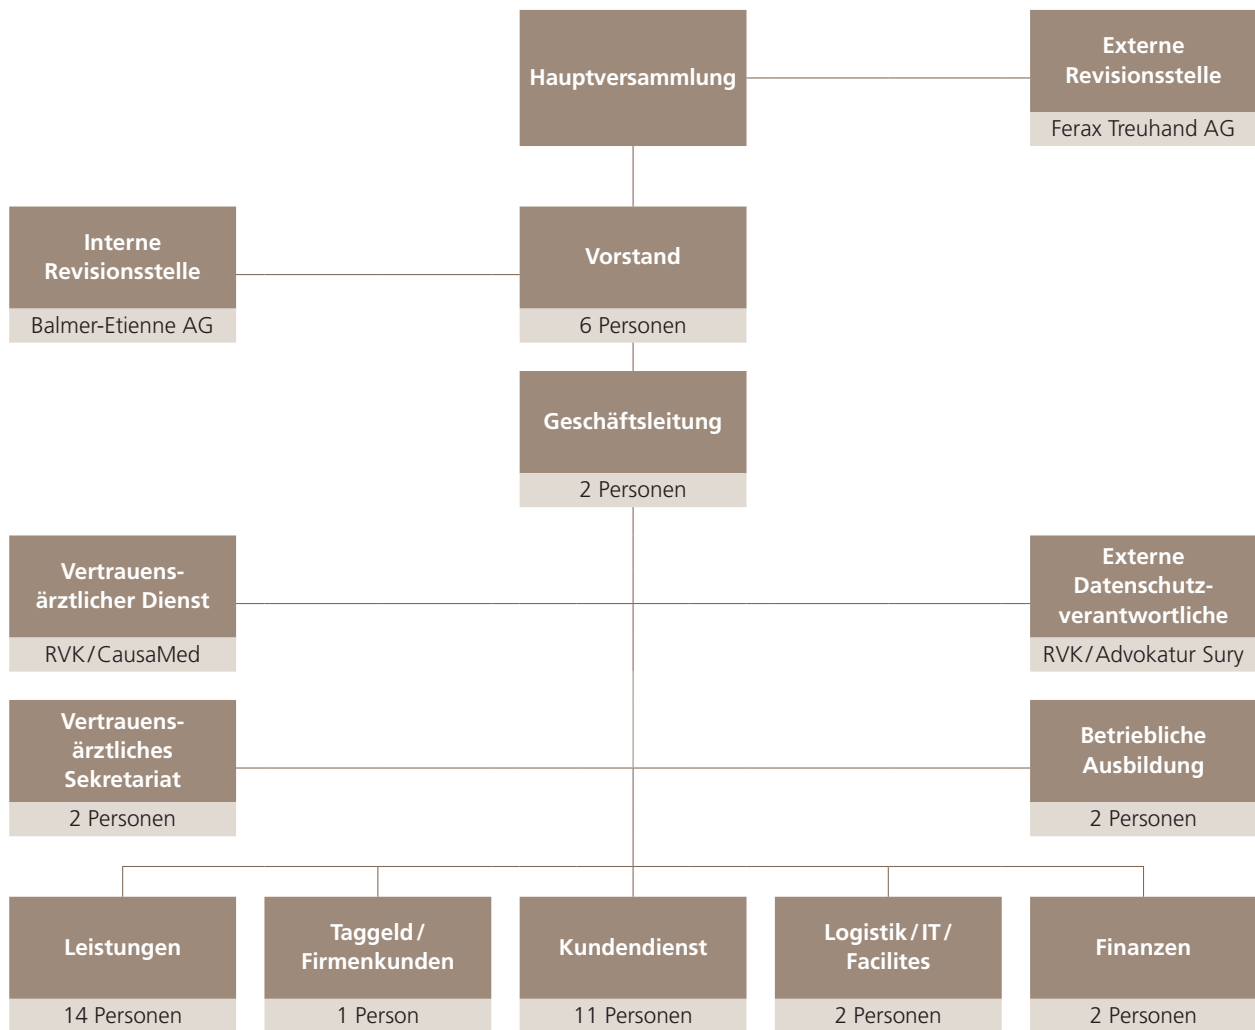 Hauptversammlung
Externe
Revisionsstelle
Ferax Treuhand AG
Interne
Revisionsstelle
Balmer-Etienne AG
Vorstand
6 Personen
Geschäftsleitung
2 Personen
Vertrauens-
ärztlicher Dienst
RVK/CausaMed
Externe
Datenschutz-
verantwortliche
RVK/Advokatur Sury
Vertrauens-
ärztliches
Sekretariat
2 Personen
Betriebliche
Ausbildung
2 Personen
Leistungen
14 Personen
Taggeld/
Firmenkunden
1 Person
Kundendienst
11 Personen
Logistik/IT/
Facilites
2 Personen
Finanzen
2 Personen